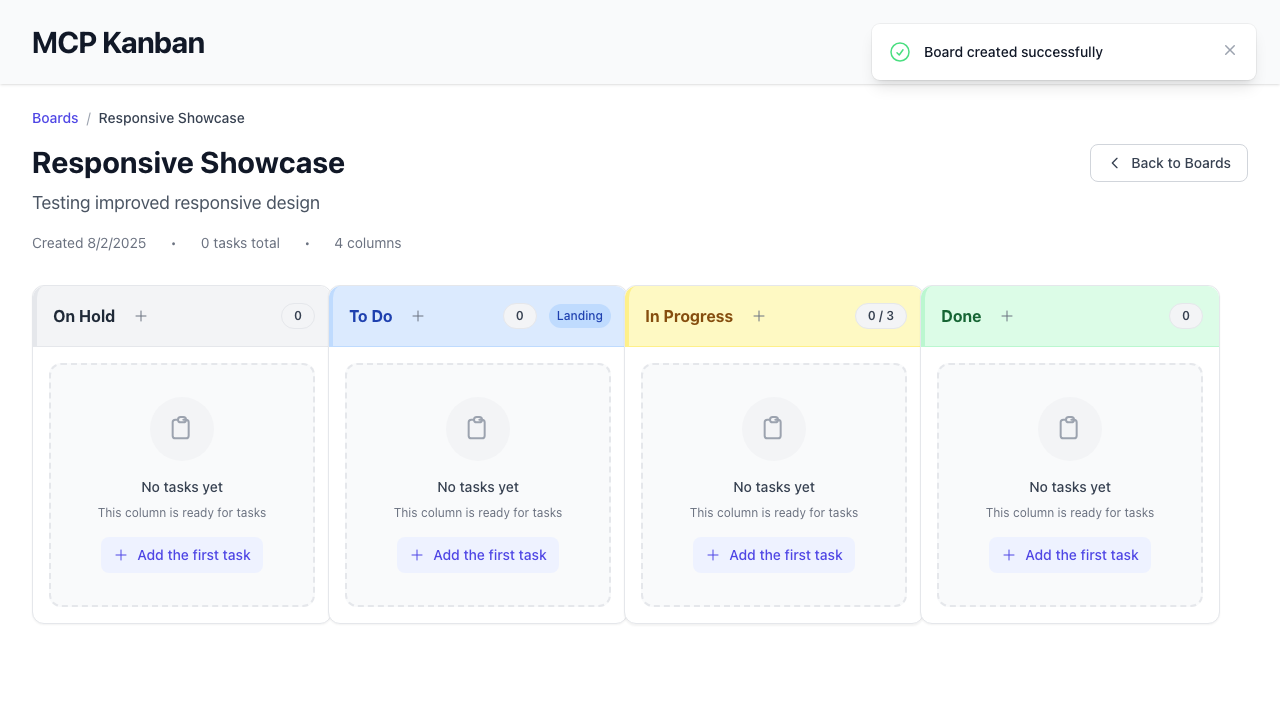 MCP Kanban
Board created successfully
Boards / Responsive Showcase
Responsive Showcase
Back to Boards
Testing improved responsive design
Created 8/2/2025 • 0 tasks total • 4 columns
On Hold 0
To Do 0 Landing
In Progress 0 / 3
Done 0
No tasks yet
This column is ready for tasks
Add the first task
No tasks yet
This column is ready for tasks
Add the first task
No tasks yet
This column is ready for tasks
Add the first task
No tasks yet
This column is ready for tasks
Add the first task